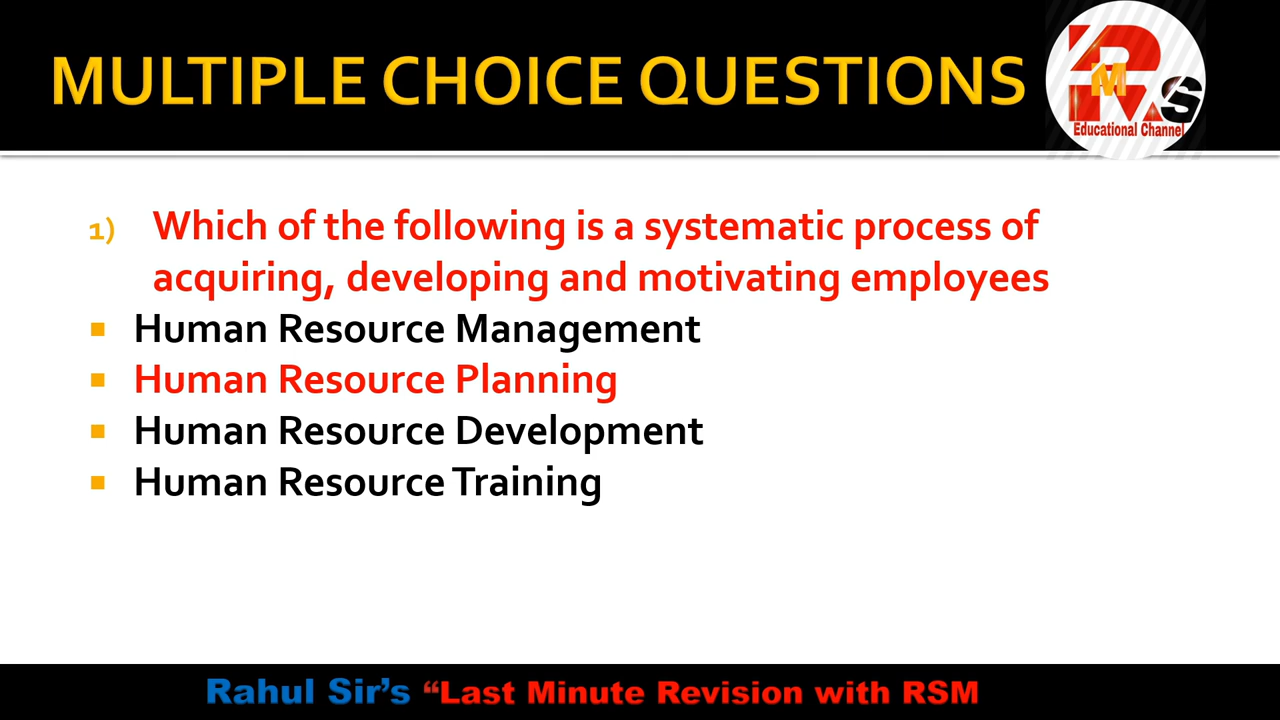 MULTIPLE CHOICE QUESTIONS
RMS
Educational Channel
1) Which of the following is a systematic process of
acquiring, developing and motivating employees
Human Resource Management
Human Resource Planning
Human Resource Development
Human Resource Training
Rahul Sir's “Last Minute Revision with RSM